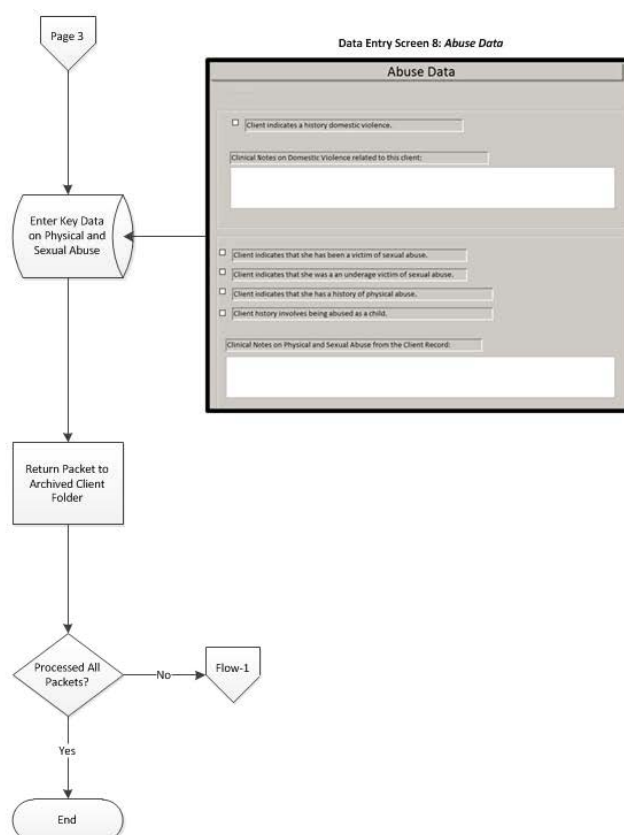 Page 3
Data Entry Screen 8: Abuse Data
Abuse Data
Client indicates a history domestic violence.
Clinical Notes on Domestic Violence related to this client:
Enter Key Data
on Physical and
Sexual Abuse
Client indicates that she has been a victim of sexual abuse.
Client indicates that she was a an underage victim of sexual abuse.
Client indicates that she has a history of physical abuse.
Client history involves being abused as a child.
Clinical Notes on Physical and Sexual Abuse from the Client Record:
Return Packet to
Archived Client
Folder
Processed All
Packets?
No
Flow-1
Yes
End